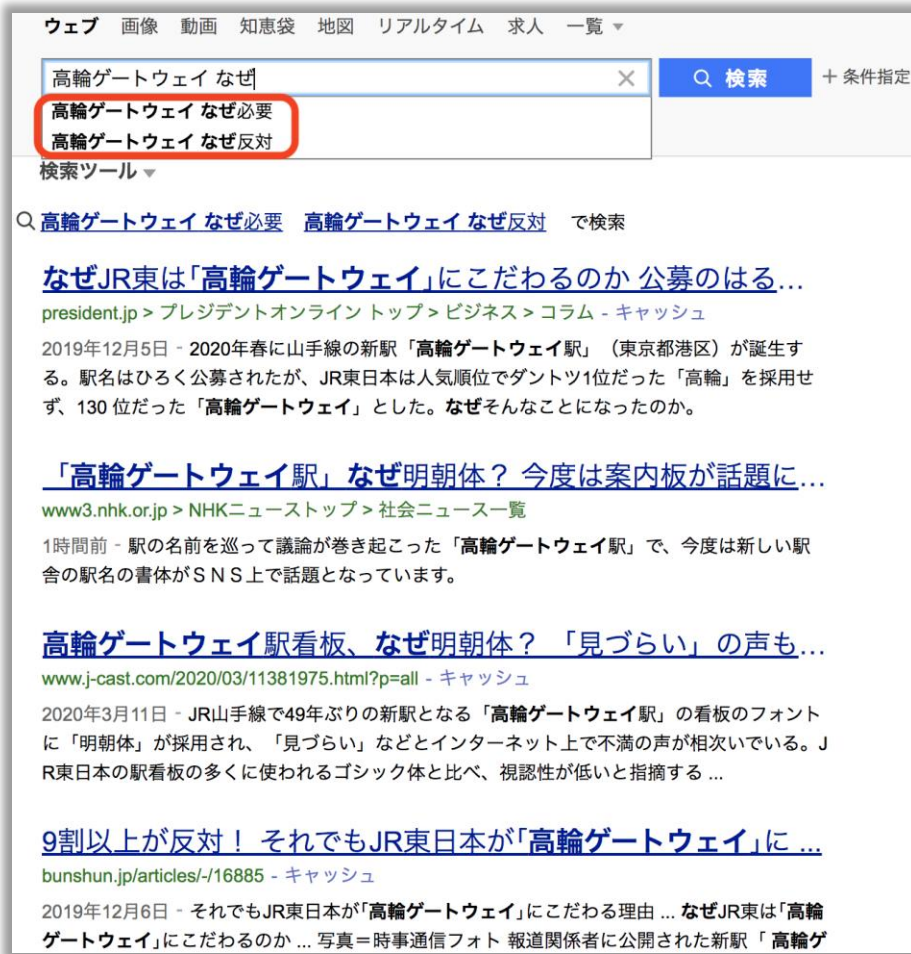 ウェブ 画像 動画 知恵袋 地図 リアルタイム 求人 一覧
高輪ゲートウェイ なぜ 検索 +条件指定
高輪ゲートウェイ なぜ必要
高輪ゲートウェイ なぜ反対
検索ツール
高輪ゲートウェイ なぜ必要 高輪ゲートウェイ なぜ反対 で検索
なぜJR東は「高輪ゲートウェイ」にこだわるのか 公募のはる...
president.jp > プレジデントオンライン トップ > ビジネス > コラム - キャッシュ
2019年12月5日 - 2020年春に山手線の新駅「高輪ゲートウェイ駅」（東京都港区）が誕生す
る。駅名はひろく公募されたが、JR東日本は人気順位でダントツ1位だった「高輪」を採用せ
ず、130 位だった「高輪ゲートウェイ」とした。なぜそんなことになったのか。
「高輪ゲートウェイ駅」なぜ明朝体？ 今度は案内板が話題に...
www3.nhk.or.jp > NHKニューストップ > 社会ニュース一覧
1時間前 - 駅の名前を巡って議論が巻き起こった「高輪ゲートウェイ駅」で、今度は新しい駅
舎の駅名の書体がＳＮＳ上で話題となっています。
高輪ゲートウェイ駅看板、なぜ明朝体？ 「見づらい」の声も...
www.j-cast.com/2020/03/11381975.html?p=all - キャッシュ
2020年3月11日 - JR山手線で49年ぶりの新駅となる「高輪ゲートウェイ駅」の看板のフォント
に「明朝体」が採用され、「見づらい」などとインターネット上で不満の声が相次いでいる。J
R東日本の駅看板の多くに使われるゴシック体と比べ、視認性が低いと指摘する ...
9割以上が反対！ それでもJR東日本が「高輪ゲートウェイ」に ...
bunshun.jp/articles/-/16885 - キャッシュ
2019年12月6日 - それでもJR東日本が「高輪ゲートウェイ」にこだわる理由 ... なぜJR東は「高輪
ゲートウェイ」にこだわるのか ... 写真＝時事通信フォト 報道関係者に公開された新駅「 高輪ゲ